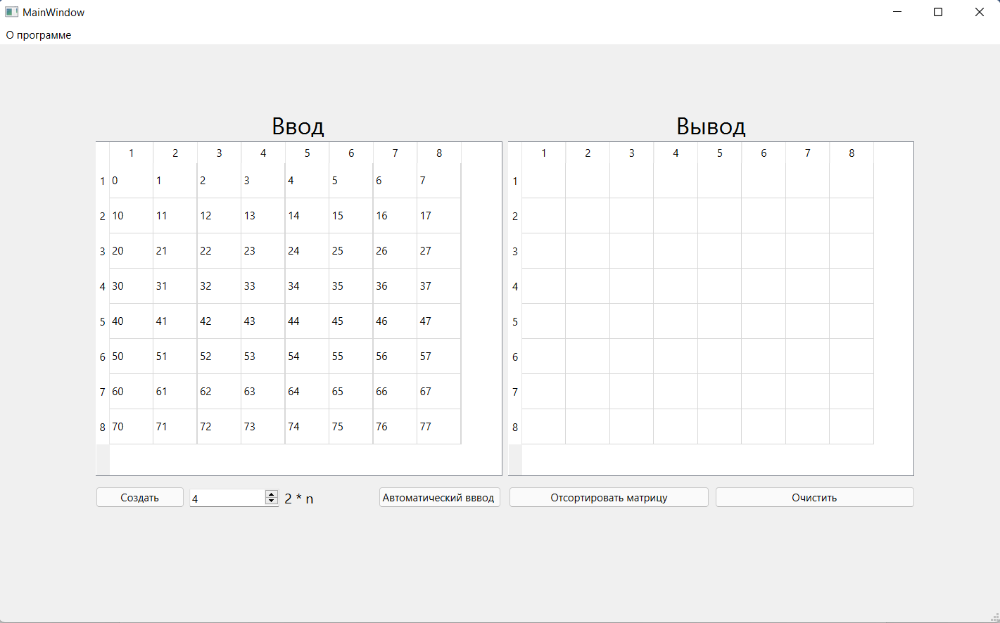 MainWindow
О программе
Ввод
Вывод
1 2 3 4 5 6 7 8
1 2 3 4 5 6 7 8
1 0 1 2 3 4 5 6 7
1
2 10 11 12 13 14 15 16 17
2
3 20 21 22 23 24 25 26 27
3
4 30 31 32 33 34 35 36 37
4
5 40 41 42 43 44 45 46 47
5
6 50 51 52 53 54 55 56 57
6
7 60 61 62 63 64 65 66 67
7
8 70 71 72 73 74 75 76 77
8
Создать 4 2 * n Автоматический вввод Отсортировать матрицу Очистить